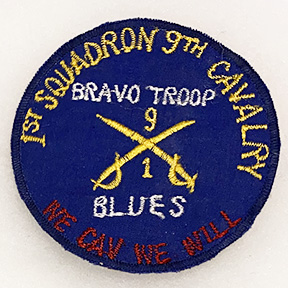 1ST SQUADRON 9TH CAVALRY
BRAVO TROOP
9
1
BLUES
WE CAV WE WILL